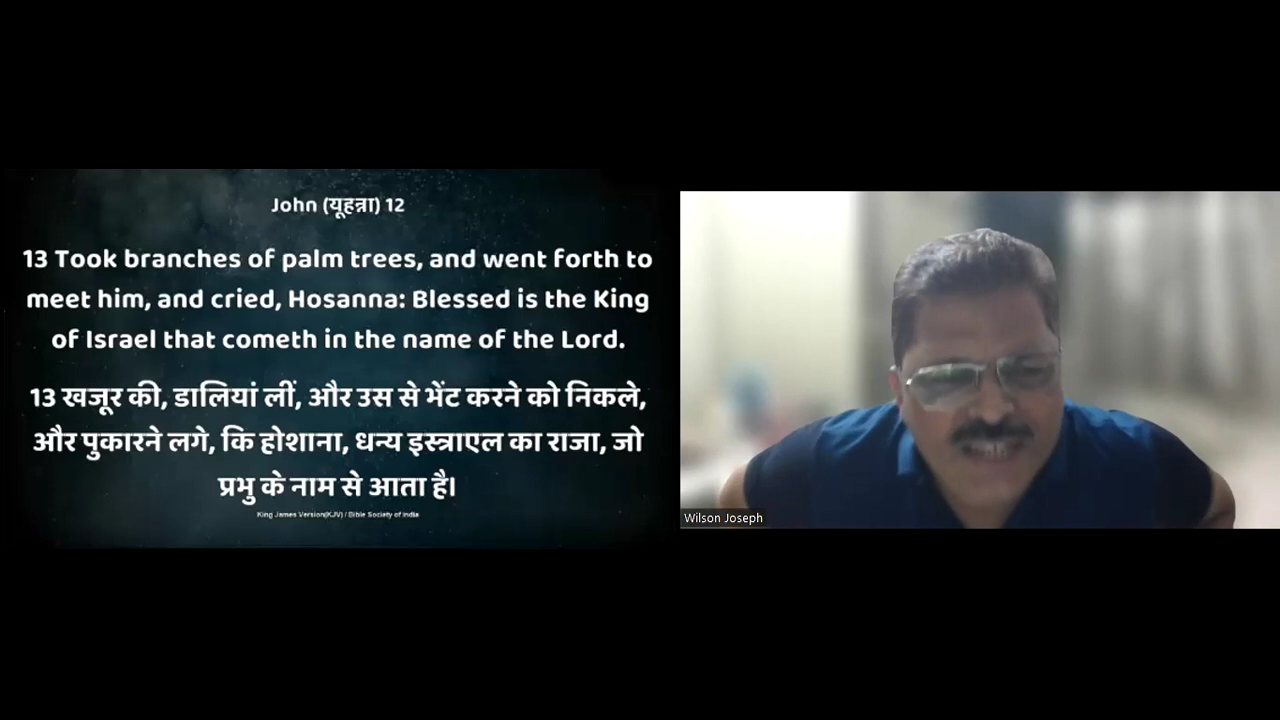 John (यूहन्ना) 12
13 Took branches of palm trees, and went forth to
meet him, and cried, Hosanna: Blessed is the King
of Israel that cometh in the name of the Lord.
13 खजूर की, डालियां लीं, और उस से भेंट करने को निकले,
और पुकारने लगे, कि होशाना, धन्य इस्त्राएल का राजा, जो
प्रभु के नाम से आता है।
King James Version(KJV) / Bible Society of India
Wilson Joseph